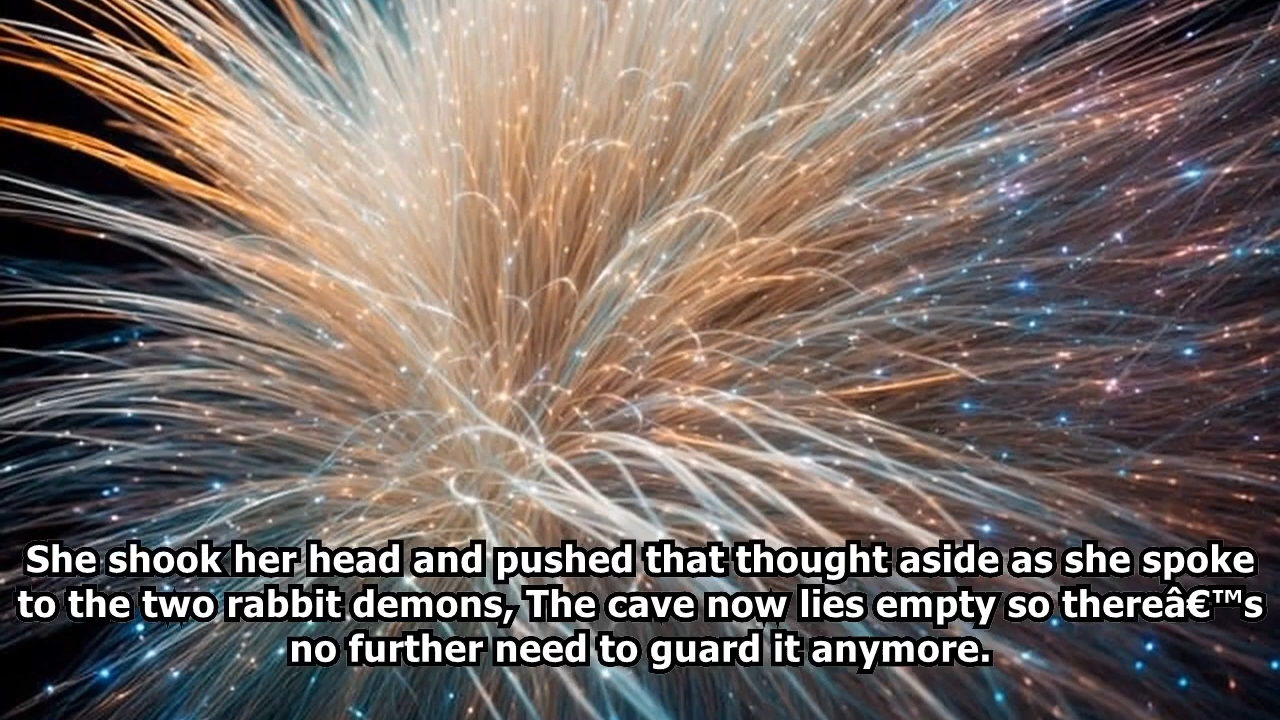 She shook her head and pushed that thought aside as she spoke
to the two rabbit demons, The cave now lies empty so thereâ€™s
no further need to guard it anymore.